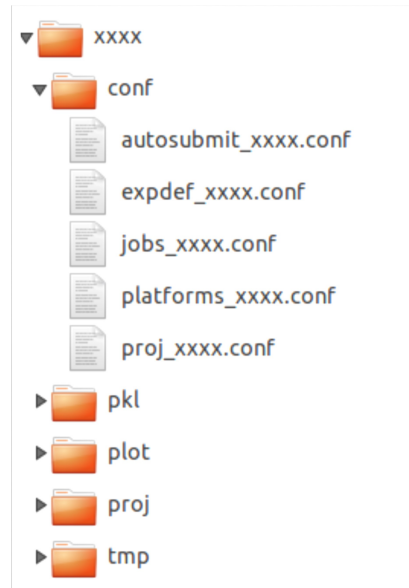 xxxx
conf
autosubmit_xxxx.conf
expdef_xxxx.conf
jobs_xxxx.conf
platforms_xxxx.conf
proj_xxxx.conf
pkl
plot
proj
tmp